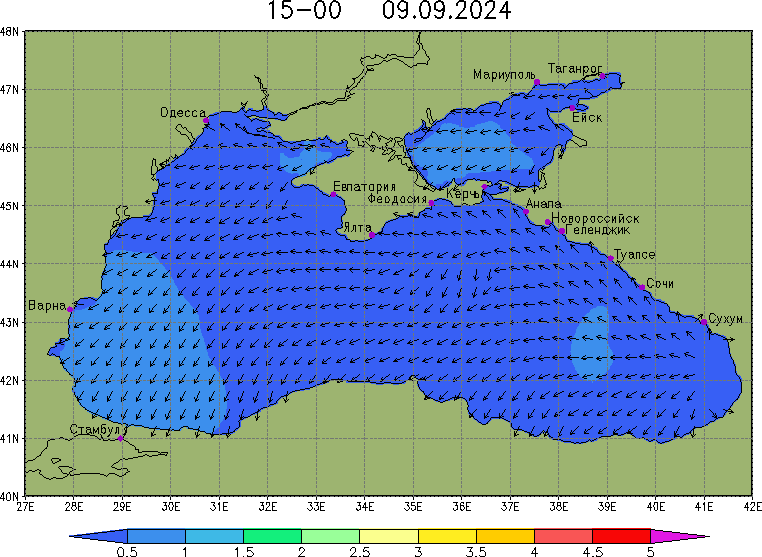 15-00 09.09.2024
48N
Таганрог
Мариуполь
47N
Одесса
Ейск
46N
Евпатория
Керчь
Феодосия
45N
Анапа
Новороссийск
Ялта
Геленджик
44N
Туапсе
Сочи
Варна
43N
Сухум
42N
Стамбул
41N
40N
27E 28E 29E 30E 31E 32E 33E 34E 35E 36E 37E 38E 39E 40E 41E 42E
0.5 1 1.5 2 2.5 3 3.5 4 4.5 5